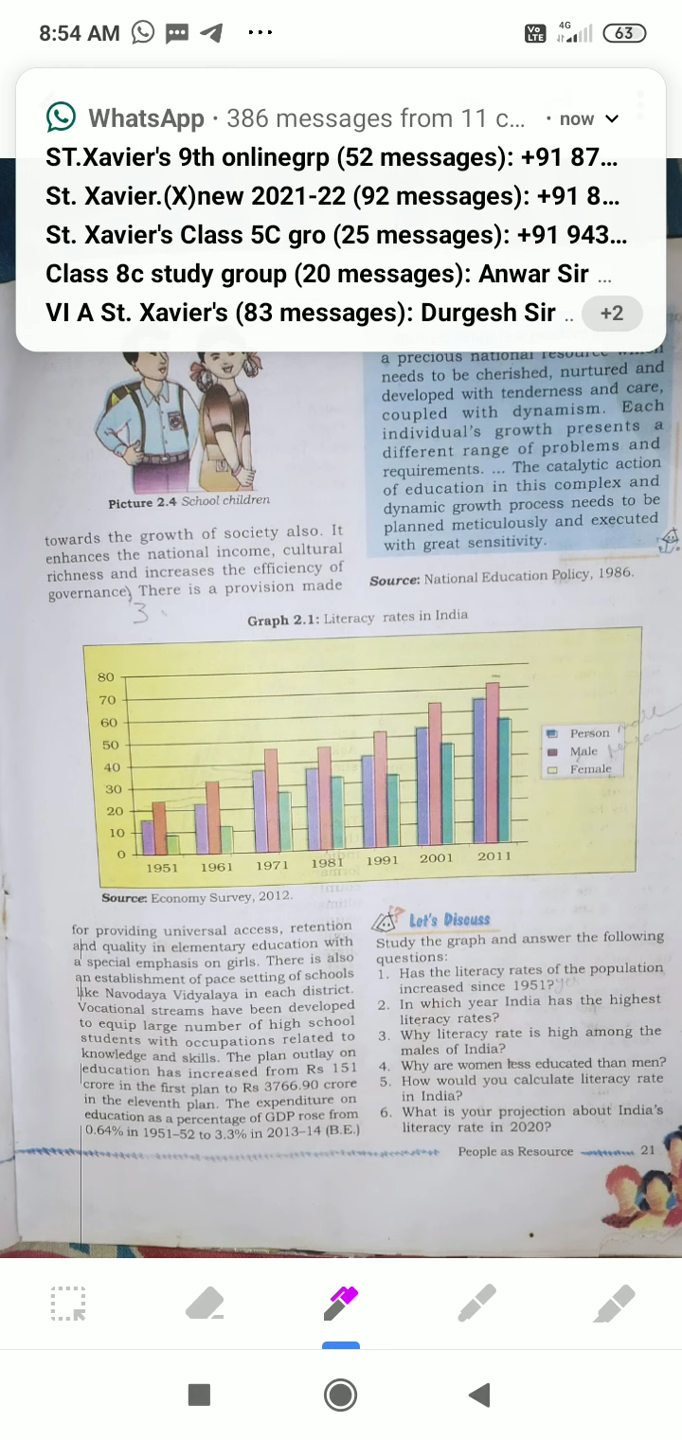 8:54 AM
Vo LTE 4G 63
WhatsApp · 386 messages from 11 c... · now
ST.Xavier's 9th onlinegrp (52 messages): +91 87...
St. Xavier.(X)new 2021-22 (92 messages): +91 8...
St. Xavier's Class 5C gro (25 messages): +91 943...
Class 8c study group (20 messages): Anwar Sir ...
VI A St. Xavier's (83 messages): Durgesh Sir .. +2
a precious national resource which
needs to be cherished, nurtured and
developed with tenderness and care,
coupled with dynamism. Each
individual's growth presents a
different range of problems and
requirements. ... The catalytic action
of education in this complex and
dynamic growth process needs to be
planned meticulously and executed
with great sensitivity.
Source: National Education Policy, 1986.
Picture 2.4 School children
towards the growth of society also. It
enhances the national income, cultural
richness and increases the efficiency of
governance) There is a provision made
3.
Graph 2.1: Literacy rates in India
80
70
60
50
40
30
20
10
0
1951 1961 1971 1981 1991 2001 2011
Person
Male
Female
male
Source: Economy Survey, 2012.
for providing universal access, retention
and quality in elementary education with
a special emphasis on girls. There is also
an establishment of pace setting of schools
like Navodaya Vidyalaya in each district.
Vocational streams have been developed
to equip large number of high school
students with occupations related to
knowledge and skills. The plan outlay on
education has increased from Rs 151
crore in the first plan to Rs 3766.90 crore
in the eleventh plan. The expenditure on
education as a percentage of GDP rose from
0.64% in 1951–52 to 3.3% in 2013–14 (B.E.)
Let's Discuss
Study the graph and answer the following
questions:
1. Has the literacy rates of the population
increased since 1951? yes
2. In which year India has the highest
literacy rates?
3. Why literacy rate is high among the
males of India?
4. Why are women less educated than men?
5. How would you calculate literacy rate
in India?
6. What is your projection about India's
literacy rate in 2020?
People as Resource 21